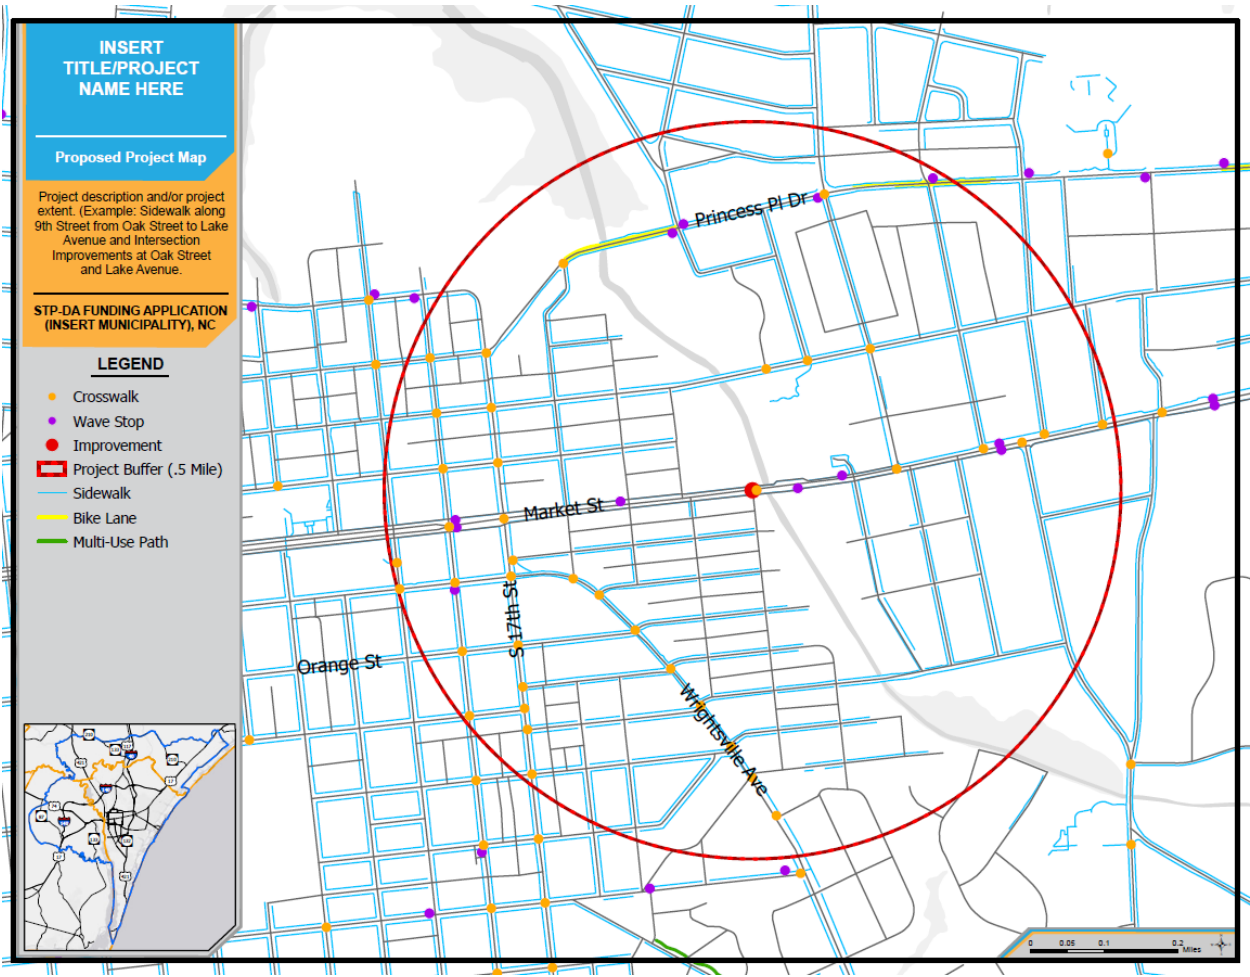 INSERT
TITLE/PROJECT
NAME HERE
Proposed Project Map
Project description and/or project
extent. (Example: Sidewalk along
9th Street from Oak Street to Lake
Avenue and Intersection
Improvements at Oak Street
and Lake Avenue.
STP-DA FUNDING APPLICATION
(INSERT MUNICIPALITY), NC
LEGEND
Crosswalk
Wave Stop
Improvement
Project Buffer (.5 Mile)
Sidewalk
Bike Lane
Multi-Use Path
Princess Pl Dr
Market St
S 17th St
Orange St
Wrightsville Ave
0 0.05 0.1 0.2
Miles